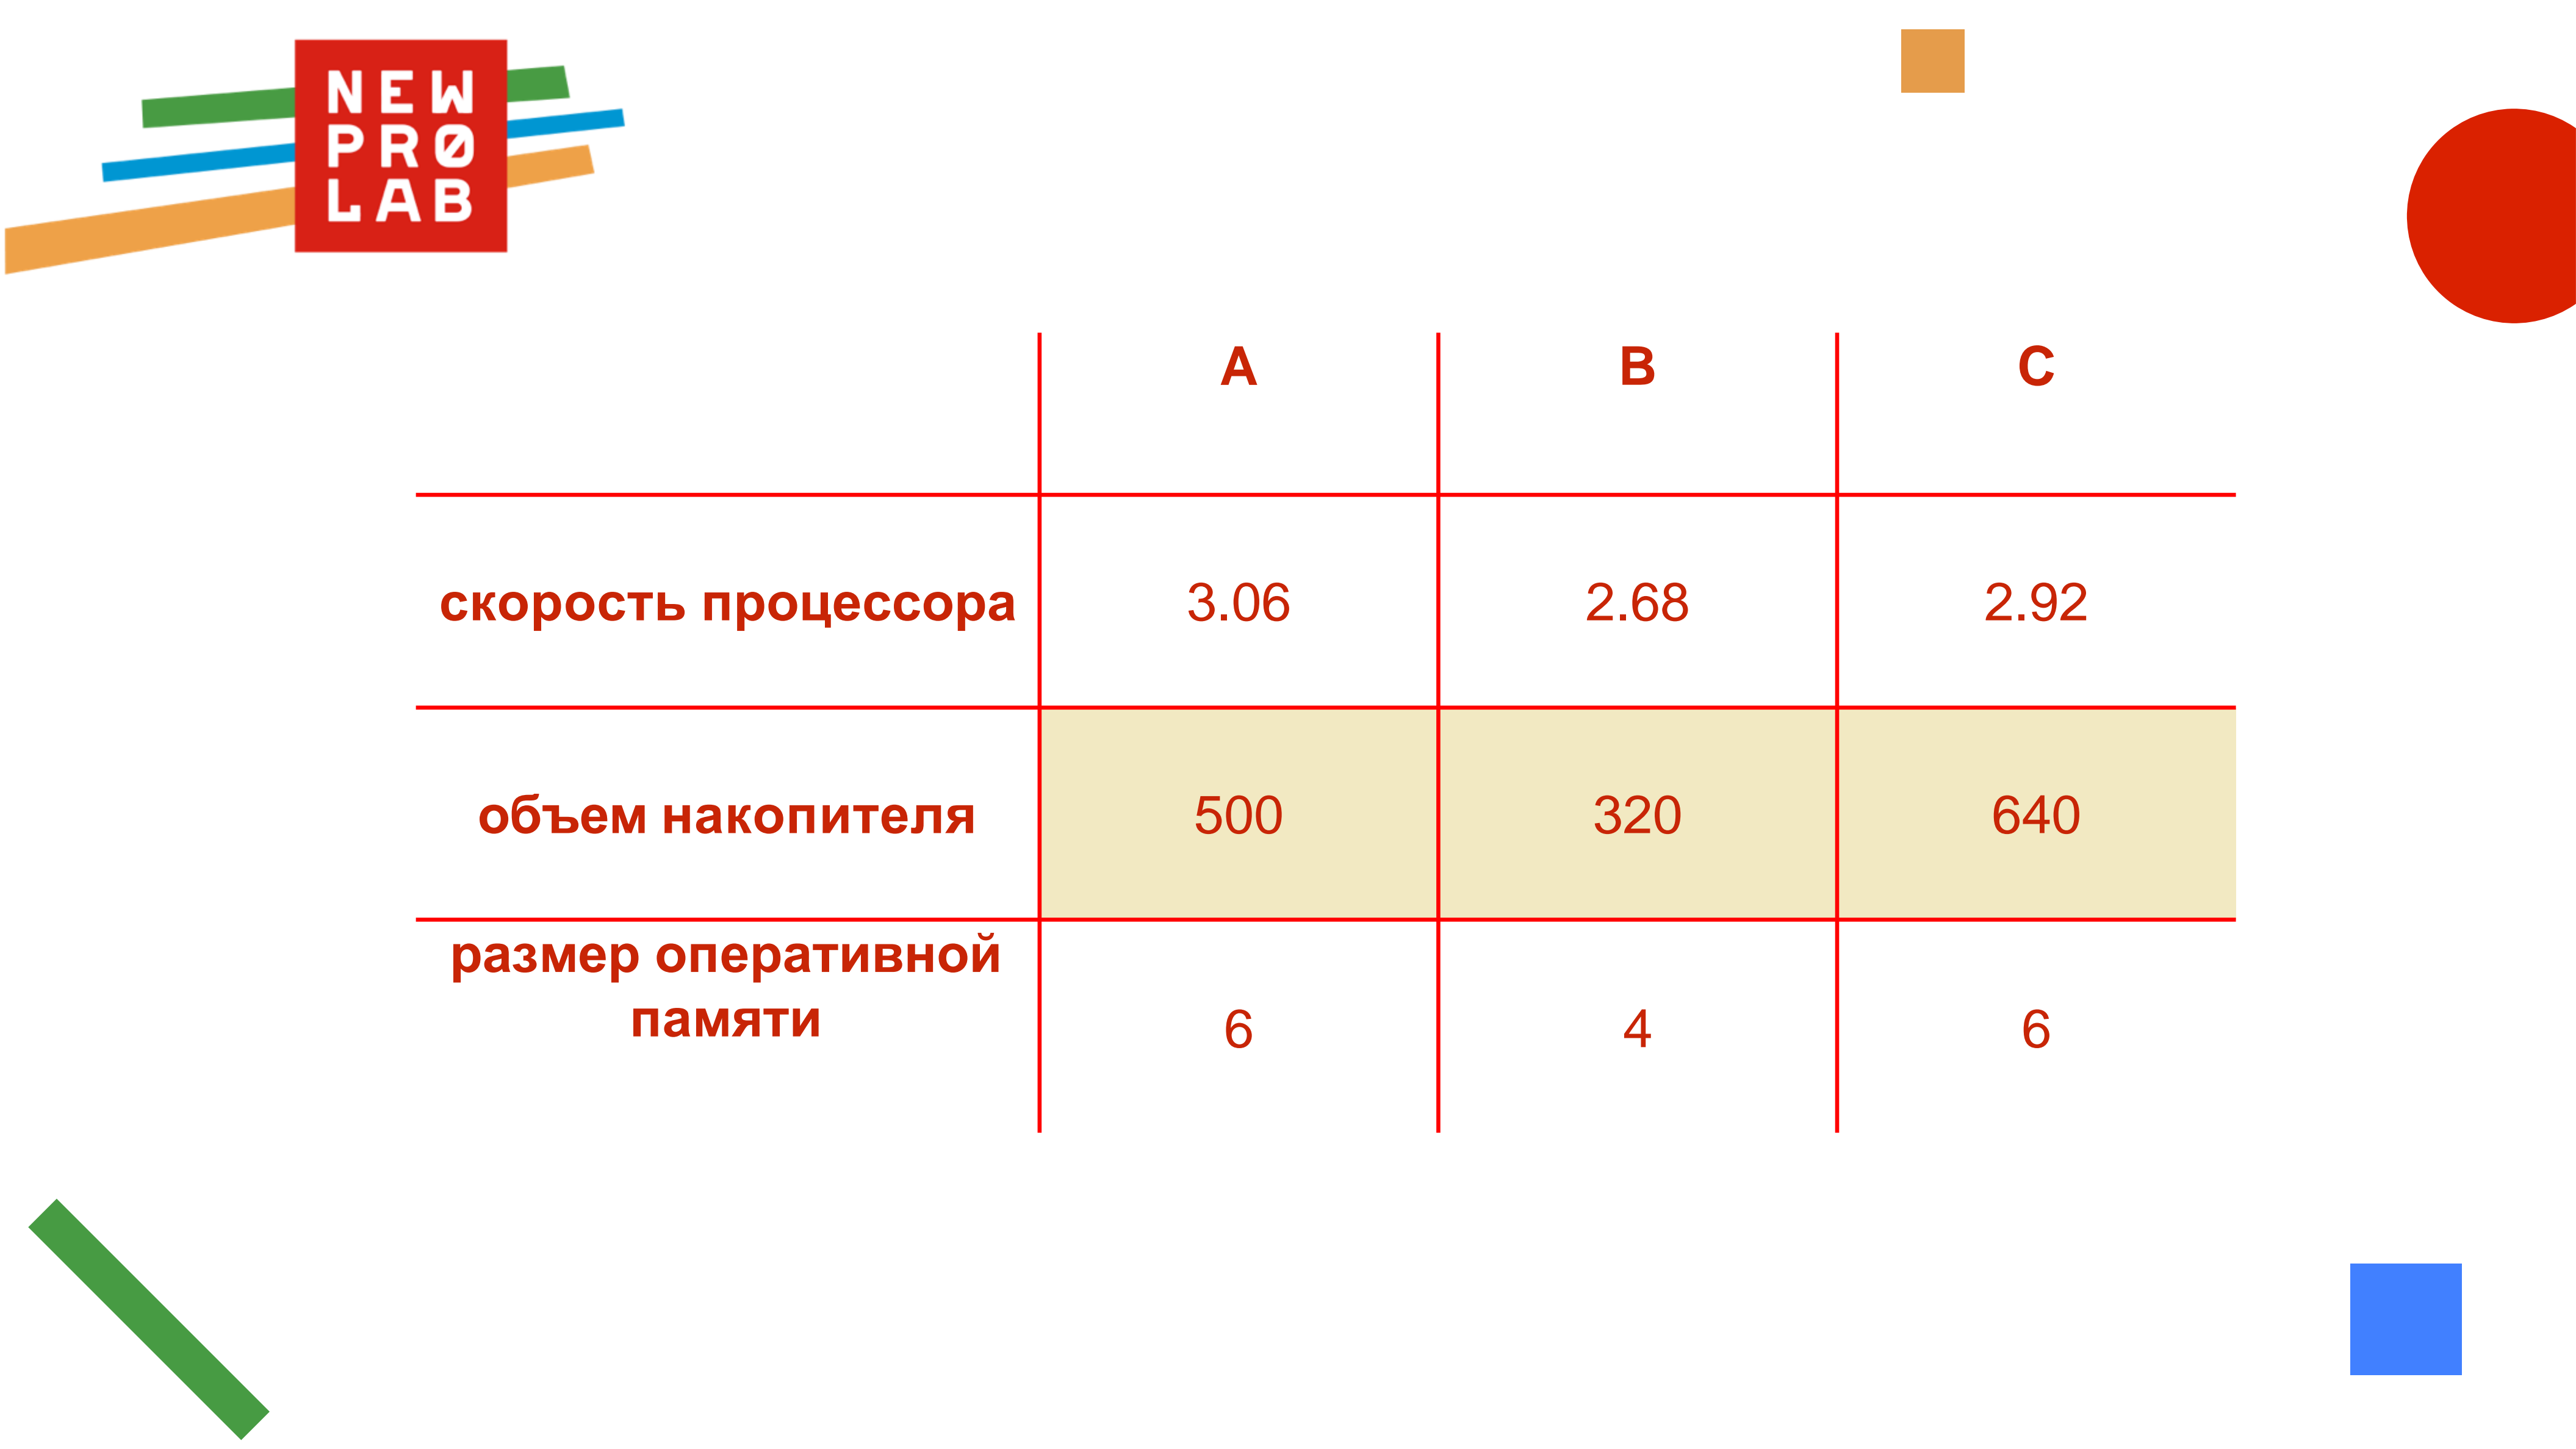 NEW
PRØ
LAB
A B C
скорость процессора 3.06 2.68 2.92
объем накопителя 500 320 640
размер оперативной
памяти 6 4 6